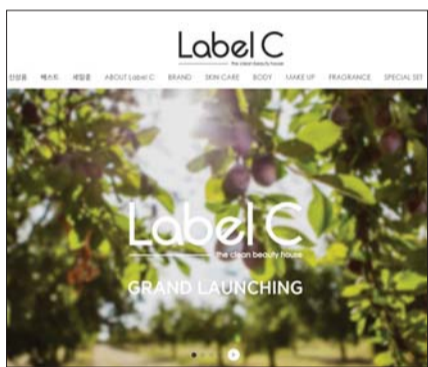 Label C
The clean beauty house
신상품 베스트 세일중 ABOUT Label C BRAND SKIN CARE BODY MAKE UP FRAGRANCE SPECIAL SET
Label C
The clean beauty house
GRAND LAUNCHING